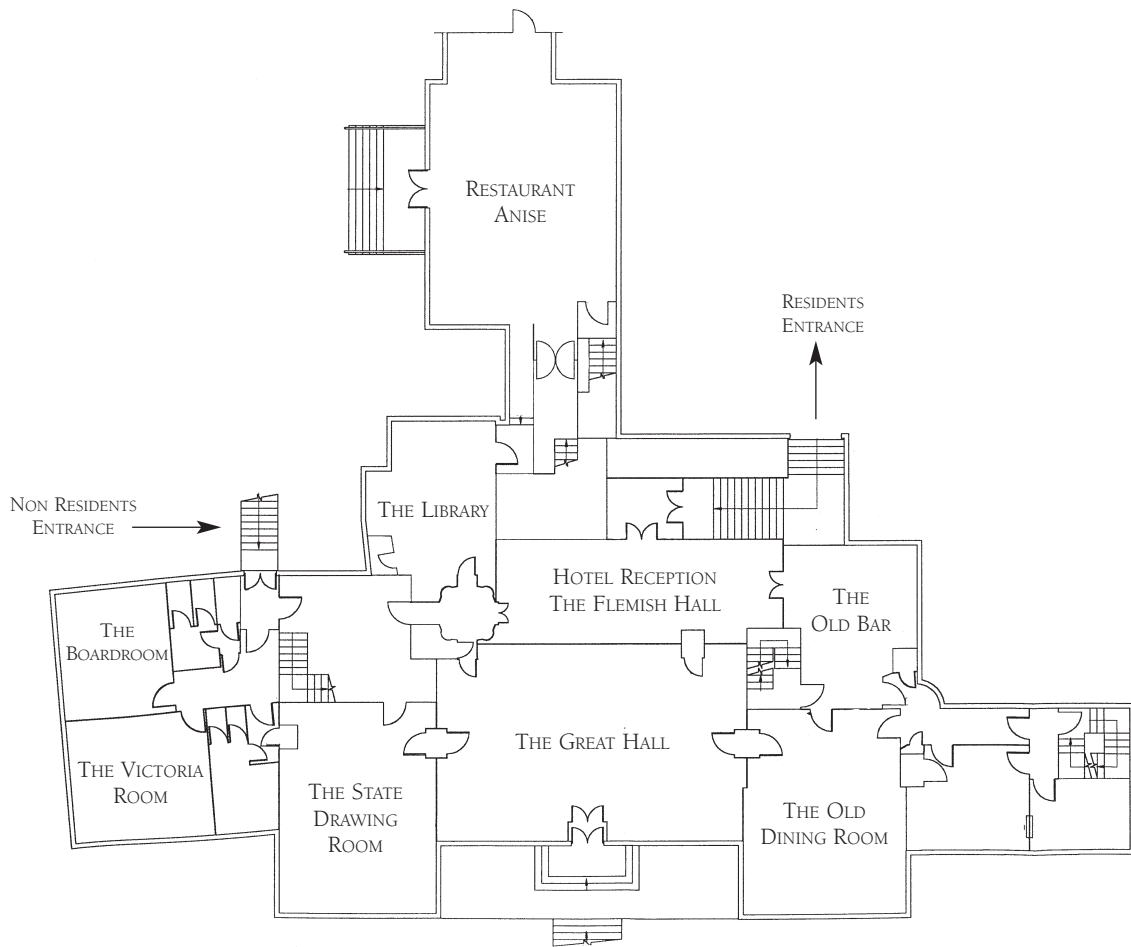 Restaurant
Anise
Residents
Entrance
Non Residents
Entrance
The Library
Hotel Reception
The Flemish Hall
The
Old Bar
The
Boardroom
The Great Hall
The Victoria
Room
The State
Drawing
Room
The Old
Dining Room